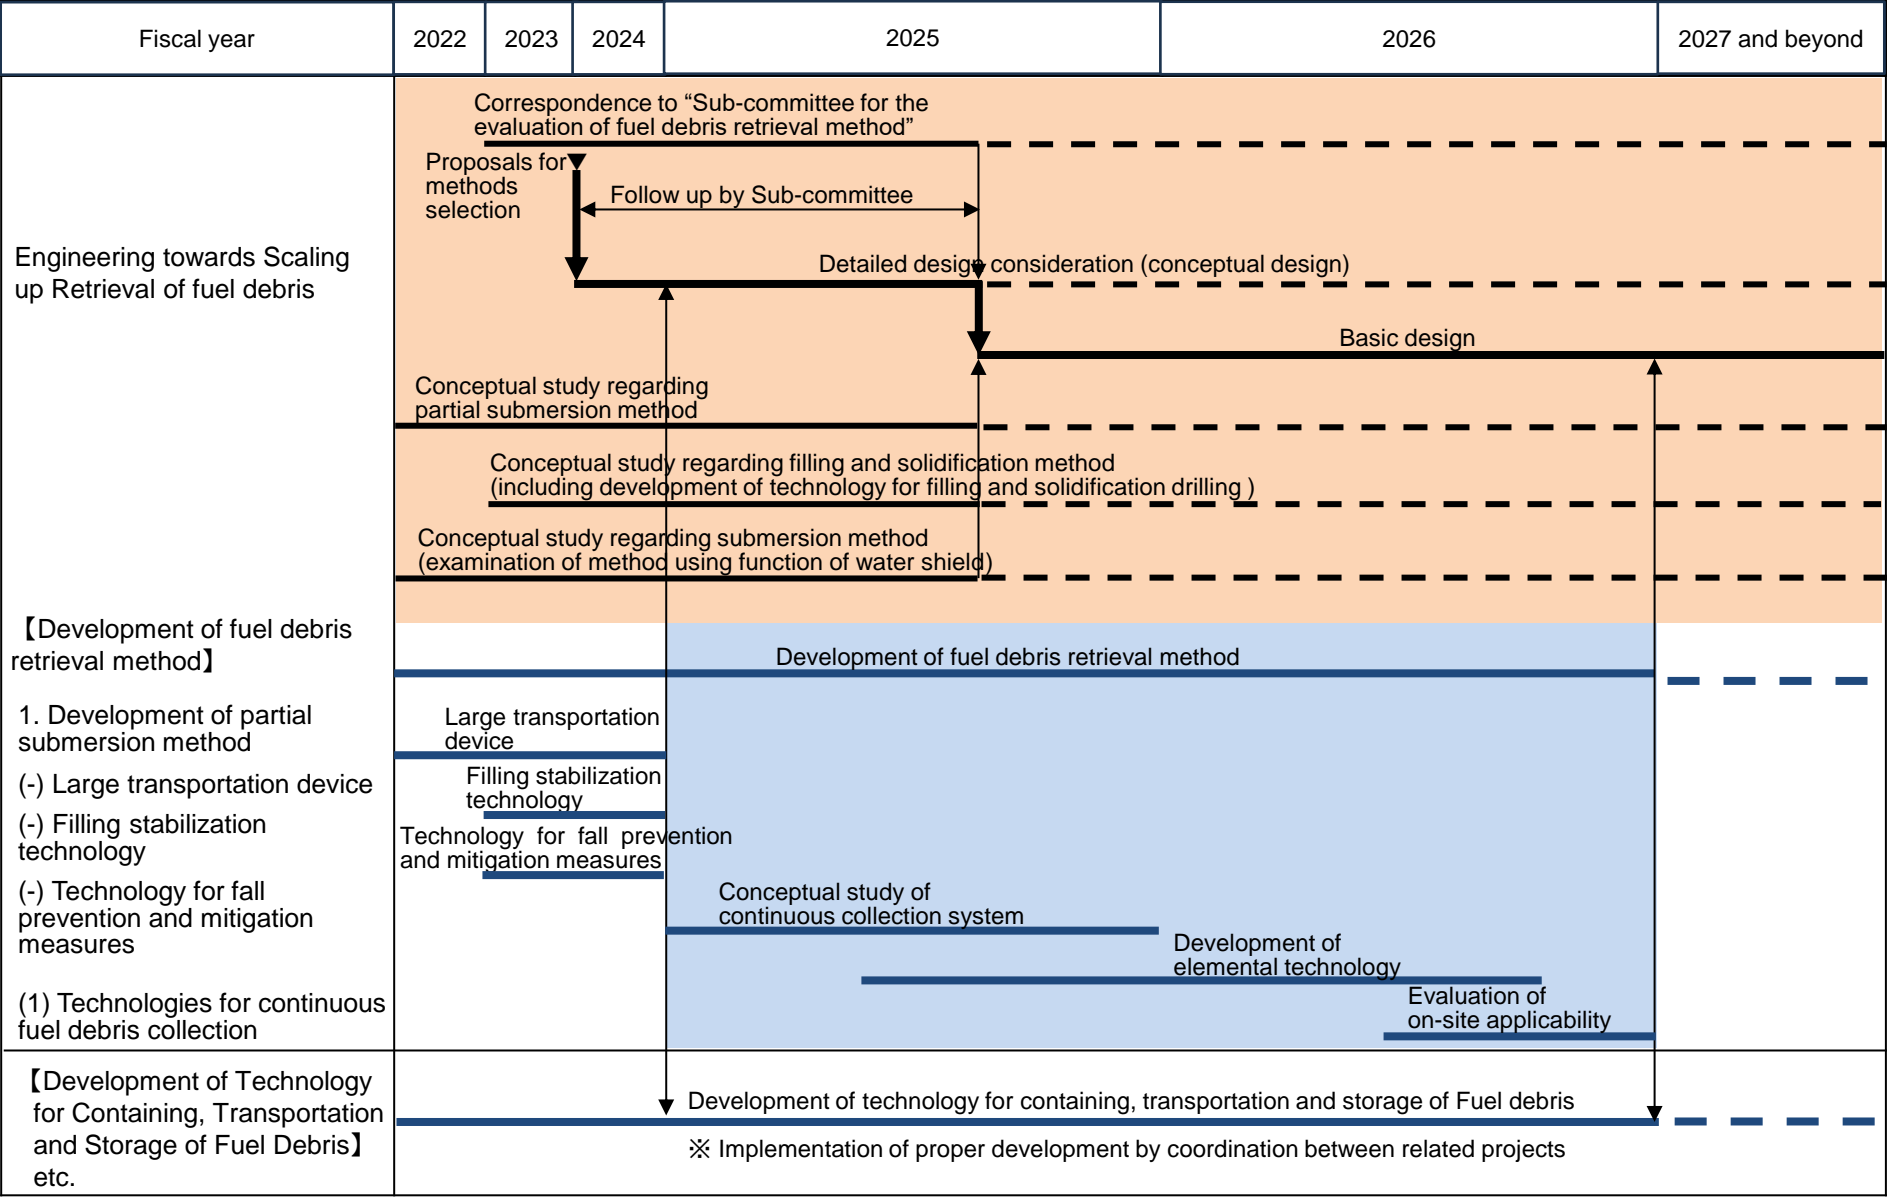 Fiscal year
2022
2023
2024
2025
2026
2027 and beyond
Engineering towards Scaling
up Retrieval of fuel debris
Correspondence to “Sub-committee for the
evaluation of fuel debris retrieval method”
Proposals for
methods
selection
Follow up by Sub-committee
Detailed design consideration (conceptual design)
Basic design
Conceptual study regarding
partial submersion method
Conceptual study regarding filling and solidification method
(including development of technology for filling and solidification drilling )
Conceptual study regarding submersion method
(examination of method using function of water shield)
【Development of fuel debris
retrieval method】
Development of fuel debris retrieval method
1. Development of partial
submersion method
(-) Large transportation device
(-) Filling stabilization
technology
(-) Technology for fall
prevention and mitigation
measures
(1) Technologies for continuous
fuel debris collection
Large transportation
device
Filling stabilization
technology
Technology for fall prevention
and mitigation measures
Conceptual study of
continuous collection system
Development of
elemental technology
Evaluation of
on-site applicability
【Development of Technology
for Containing, Transportation
and Storage of Fuel Debris】
etc.
Development of technology for containing, transportation and storage of Fuel debris
※ Implementation of proper development by coordination between related projects